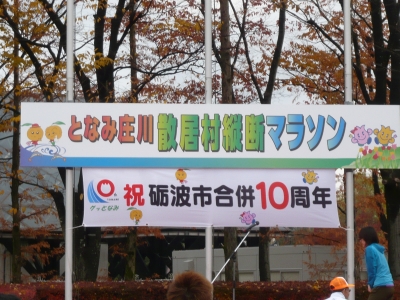 となみ庄川散居村縦断マラソン
祝 砺波市合併10周年